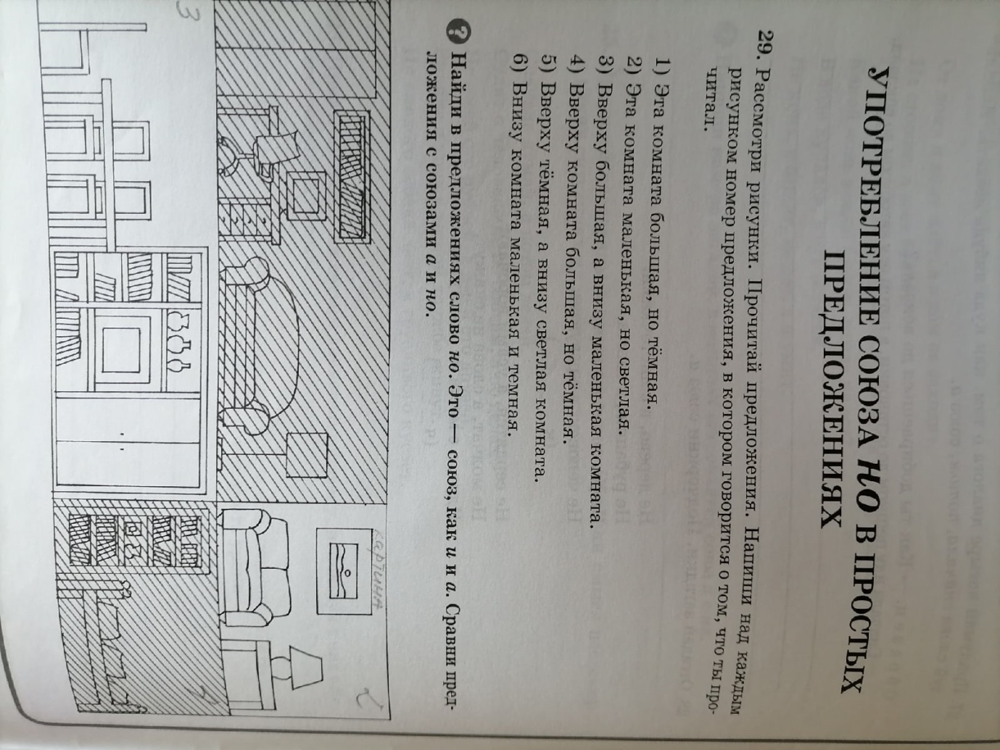 УПОТРЕБЛЕНИЕ СОЮЗА НО В ПРОСТЫХ
ПРЕДЛОЖЕНИЯХ
29. Рассмотри рисунки. Прочитай предложения. Напиши над каждым
рисунком номер предложения, в котором говорится о том, что ты про-
читал.
1) Эта комната большая, но тёмная.
2) Эта комната маленькая, но светлая.
3) Вверху большая, а внизу маленькая комната.
4) Вверху комната большая, но тёмная.
5) Вверху тёмная, а внизу светлая комната.
6) Внизу комната маленькая и темная.
? Найди в предложениях слово но. Это — союз, как и и а. Сравни пред-
ложения с союзами а и но.
картина
2
3